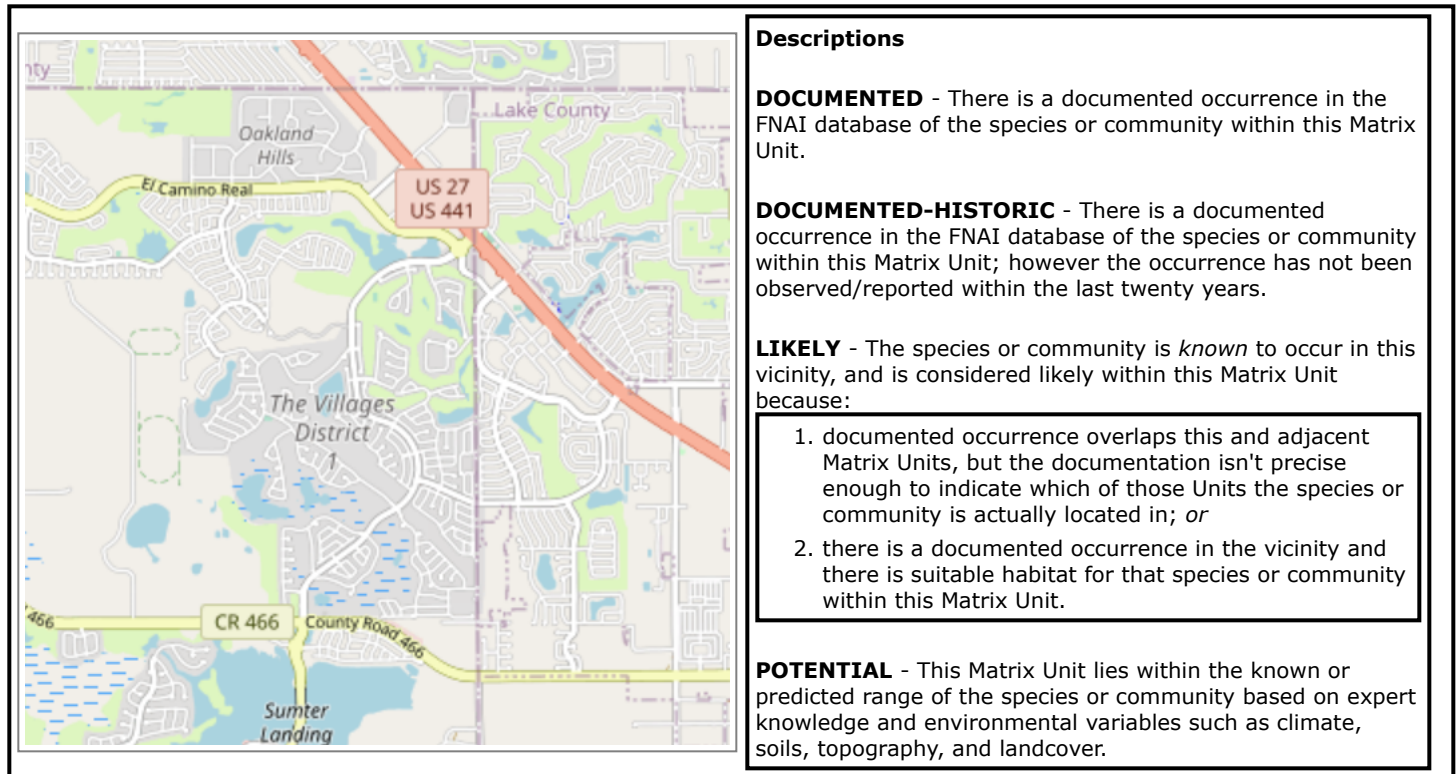 nty
Lake County
Oakland
Hills
El Camino Real
US 27
US 441
The Villages
District
1
466
CR 466
County Road 466
Sumter
Landing
Descriptions
DOCUMENTED - There is a documented occurrence in the
FNAI database of the species or community within this Matrix
Unit.
DOCUMENTED-HISTORIC - There is a documented
occurrence in the FNAI database of the species or community
within this Matrix Unit; however the occurrence has not been
observed/reported within the last twenty years.
LIKELY - The species or community is known to occur in this
vicinity, and is considered likely within this Matrix Unit
because:
1. documented occurrence overlaps this and adjacent
Matrix Units, but the documentation isn't precise
enough to indicate which of those Units the species or
community is actually located in; or
2. there is a documented occurrence in the vicinity and
there is suitable habitat for that species or community
within this Matrix Unit.
POTENTIAL - This Matrix Unit lies within the known or
predicted range of the species or community based on expert
knowledge and environmental variables such as climate,
soils, topography, and landcover.